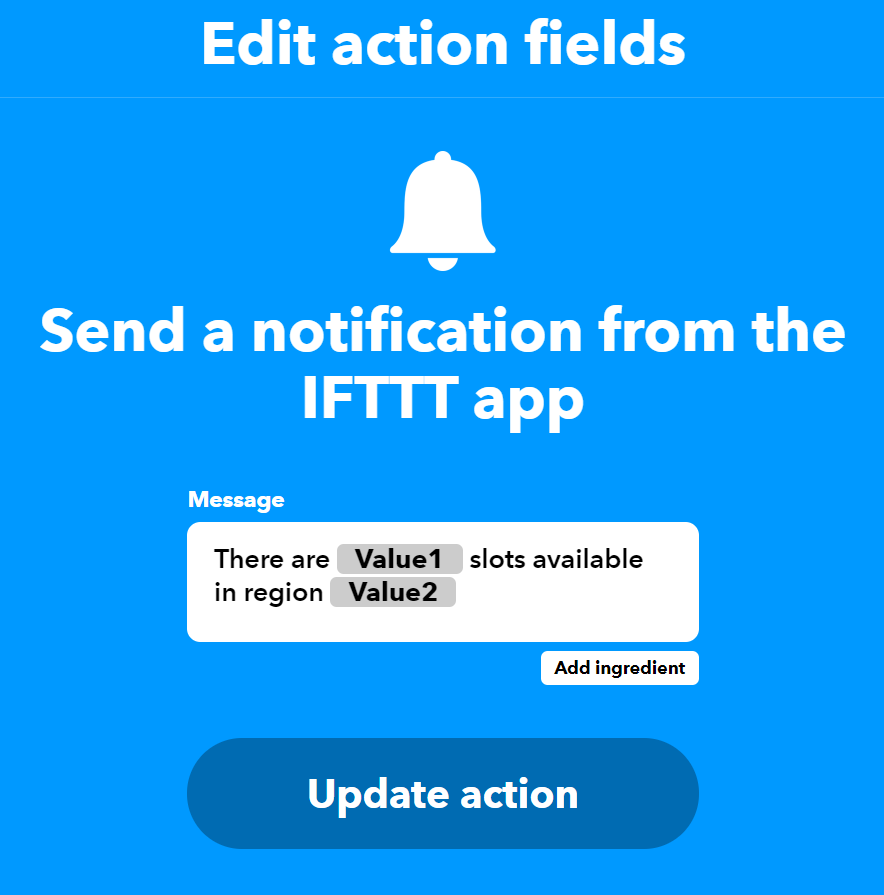 Edit action fields
Send a notification from the
IFTTT app
Message
There are Value1 slots available
in region Value2
Add ingredient
Update action